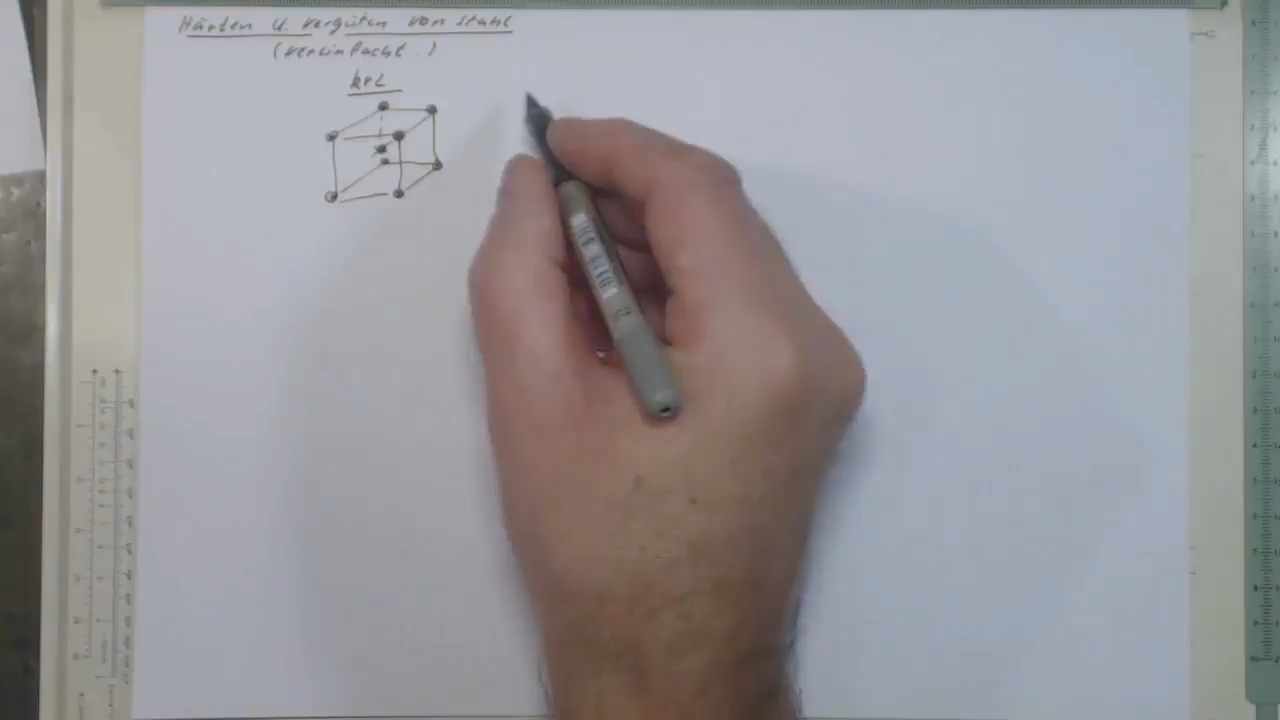 Härten u. vergüten von Stahl
(vereinfacht..)
krz